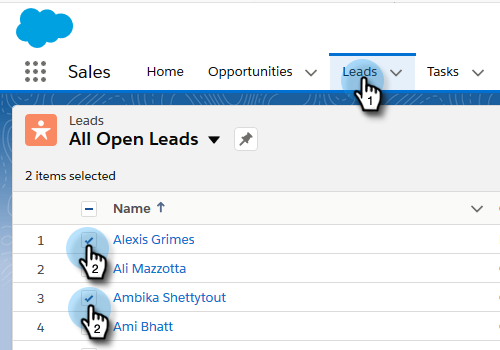 Sales Home Opportunities Leads Tasks
1
Leads
All Open Leads
2 items selected
Name
1 Alexis Grimes
2
2 Ali Mazzotta
3 Ambika Shettytout
2
4 Ami Bhatt